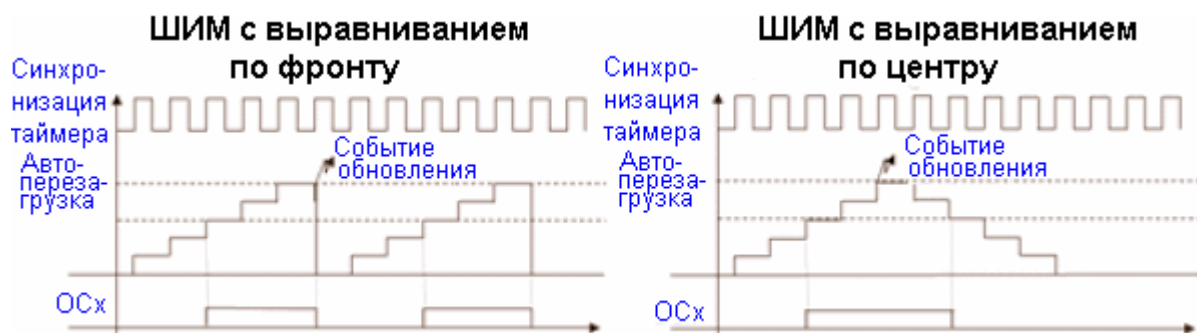 ШИМ с выравниванием
по фронту
Синхро-
низация
таймера
Авто-
переза-
грузка
Событие
обновления
OCx
ШИМ с выравниванием
по центру
Синхро-
низация
таймера
Авто-
переза-
грузка
Событие
обновления
OCx